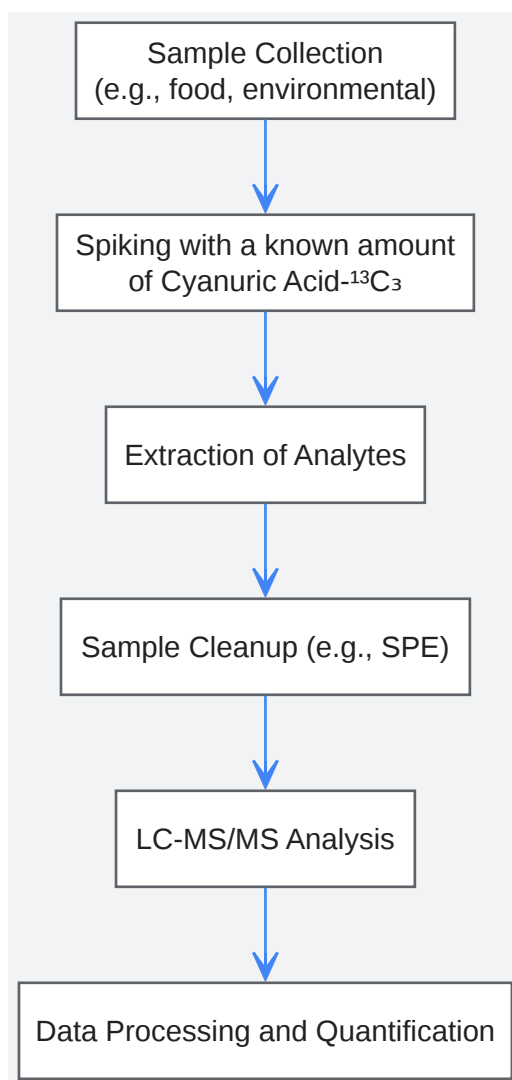 Sample Collection
(e.g., food, environmental)
Spiking with a known amount
of Cyanuric Acid-¹³C₃
Extraction of Analytes
Sample Cleanup (e.g., SPE)
LC-MS/MS Analysis
Data Processing and Quantification